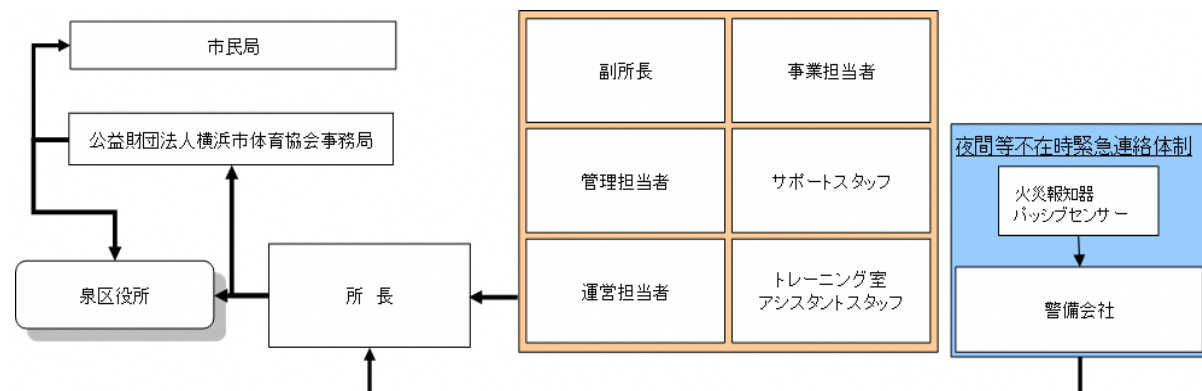 市民局
公益財団法人横浜市体育協会事務局
泉区役所
所 長
副所長
事業担当者
管理担当者
サポートスタッフ
運営担当者
トレーニング室
アシスタントスタッフ
夜間等不在時緊急連絡体制
火災報知器
パッシブセンサー
警備会社